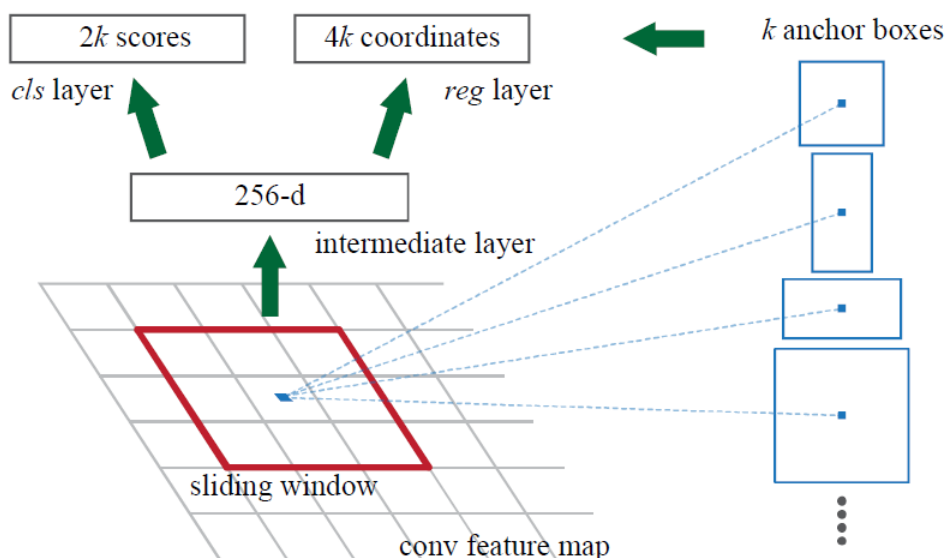 2k scores
4k coordinates
k anchor boxes
cls layer
reg layer
256-d
intermediate layer
sliding window
conv feature map